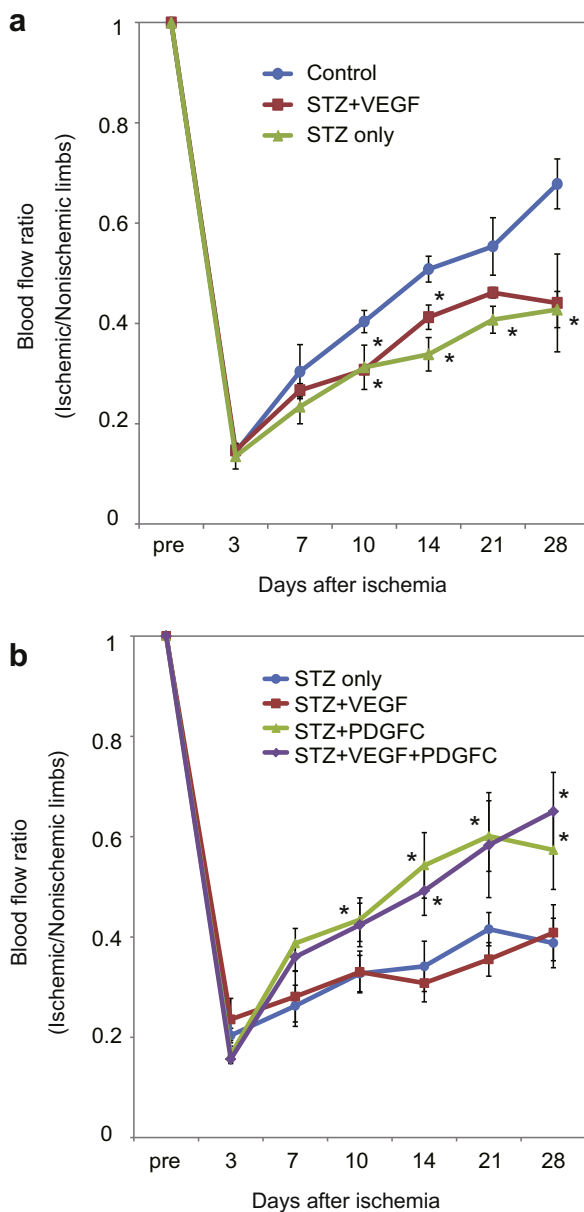 a
1
0.8
0.6
0.4
0.2
0
Blood flow ratio
(Ischemic/Nonischemic limbs)
Control
STZ+VEGF
STZ only
*
*
*
*
*
*
pre 3 7 10 14 21 28
Days after ischemia
b
1
0.8
0.6
0.4
0.2
0
Blood flow ratio
(Ischemic/Nonischemic limbs)
STZ only
STZ+VEGF
STZ+PDGFC
STZ+VEGF+PDGFC
*
*
*
*
*
*
pre 3 7 10 14 21 28
Days after ischemia